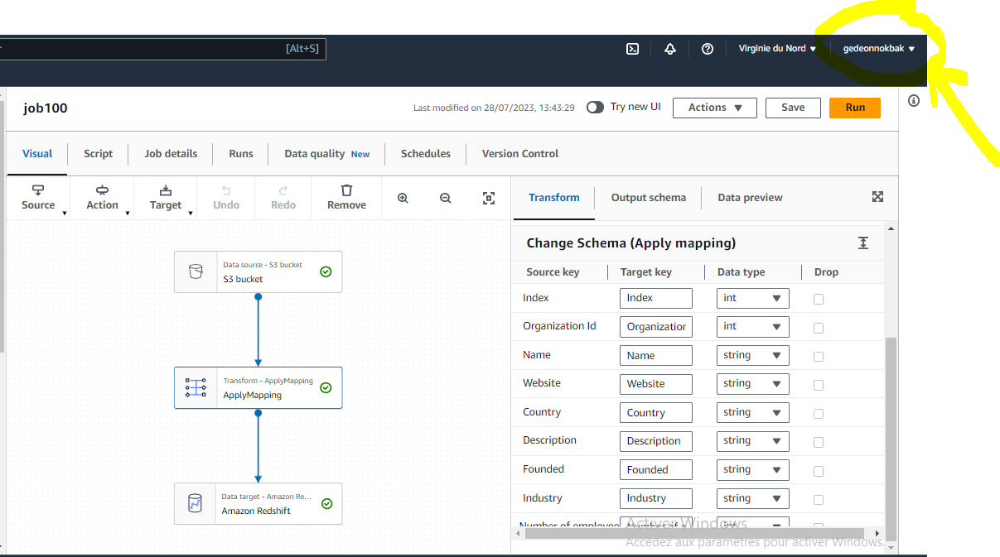 [Alt+S]
Virginie du Nord ▼
gedeonnokbak ▼
job100
Last modified on 28/07/2023, 13:43:29
Try new UI
Actions ▼
Save
Run
Visual
Script
Job details
Runs
Data quality New
Schedules
Version Control
Source
Action
Target
Undo
Redo
Remove
Data source - S3 bucket
S3 bucket
Transform - ApplyMapping
ApplyMapping
Data target - Amazon Re...
Amazon Redshift
Transform
Output schema
Data preview
Change Schema (Apply mapping)
Source key Target key Data type Drop
Index Index int
Organization Id Organization int
Name Name string
Website Website string
Country Country string
Description Description string
Founded Founded string
Industry Industry string
Number of employee Number of e int
Activer Windows
Accédez aux paramètres pour activer Windows.